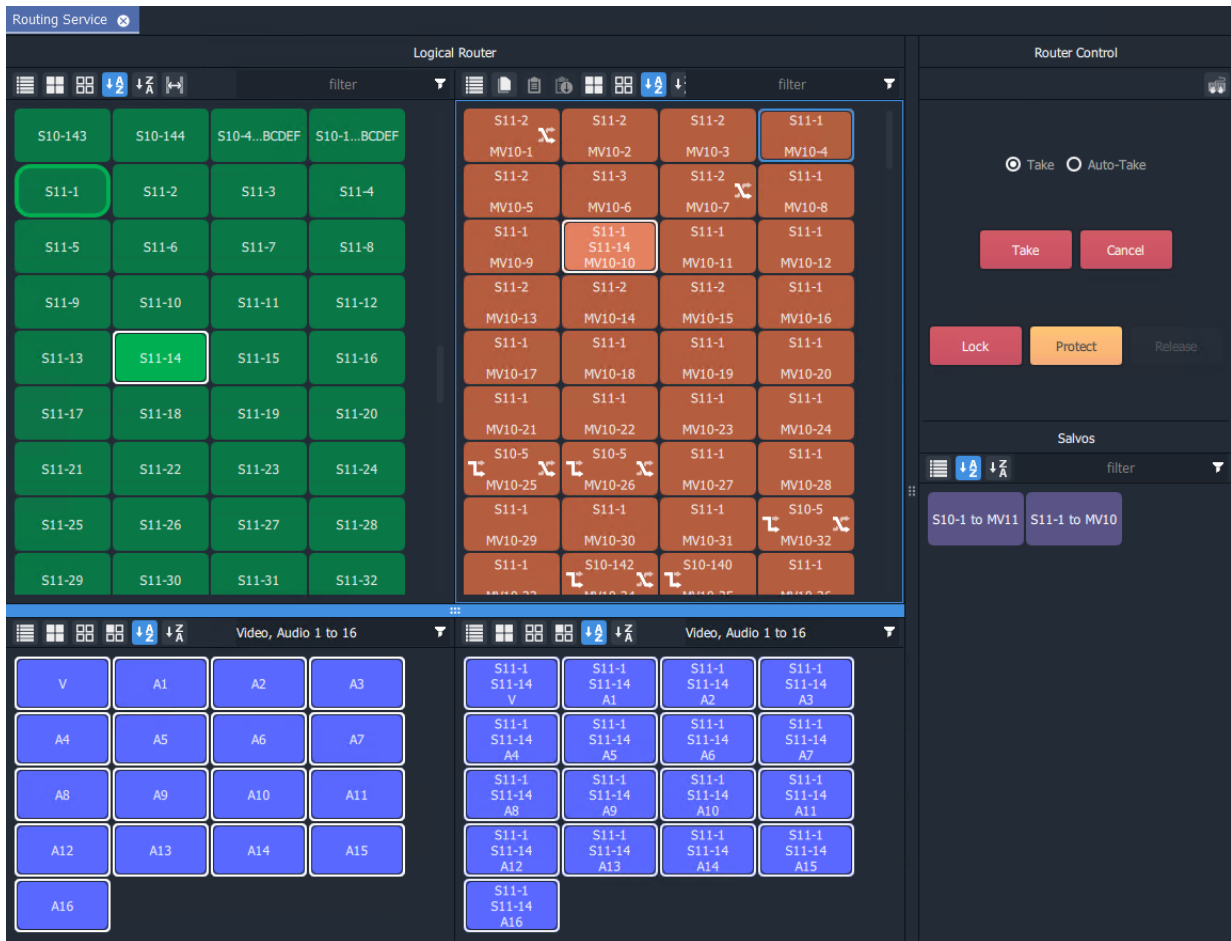 Routing Service
Logical Router
Router Control
filter
filter
S10-143 S10-144 S10-4...BCDEF S10-1...BCDEF
S11-1 S11-2 S11-3 S11-4
S11-5 S11-6 S11-7 S11-8
S11-9 S11-10 S11-11 S11-12
S11-13 S11-14 S11-15 S11-16
S11-17 S11-18 S11-19 S11-20
S11-21 S11-22 S11-23 S11-24
S11-25 S11-26 S11-27 S11-28
S11-29 S11-30 S11-31 S11-32
S11-2 S11-2 S11-2 S11-1
MV10-1 MV10-2 MV10-3 MV10-4
S11-2 S11-3 S11-2 S11-1
MV10-5 MV10-6 MV10-7 MV10-8
S11-1 S11-1 S11-1 S11-1
S11-14
MV10-9 MV10-10 MV10-11 MV10-12
S11-2 S11-2 S11-2 S11-1
MV10-13 MV10-14 MV10-15 MV10-16
S11-1 S11-1 S11-1 S11-1
MV10-17 MV10-18 MV10-19 MV10-20
S11-1 S11-1 S11-1 S11-1
MV10-21 MV10-22 MV10-23 MV10-24
S10-5 S10-5 S11-1 S11-1
MV10-25 MV10-26 MV10-27 MV10-28
S11-1 S11-1 S11-1 S10-5
MV10-29 MV10-30 MV10-31 MV10-32
S11-1 S10-142 S10-140 S11-1
Take Auto-Take
Take Cancel
Lock Protect Release
Salvos
filter
S10-1 to MV11 S11-1 to MV10
Video, Audio 1 to 16
V A1 A2 A3
A4 A5 A6 A7
A8 A9 A10 A11
A12 A13 A14 A15
A16
Video, Audio 1 to 16
S11-1 S11-1 S11-1 S11-1
S11-14 S11-14 S11-14 S11-14
V A1 A2 A3
S11-1 S11-1 S11-1 S11-1
S11-14 S11-14 S11-14 S11-14
A4 A5 A6 A7
S11-1 S11-1 S11-1 S11-1
S11-14 S11-14 S11-14 S11-14
A8 A9 A10 A11
S11-1 S11-1 S11-1 S11-1
S11-14 S11-14 S11-14 S11-14
A12 A13 A14 A15
S11-1
S11-14
A16